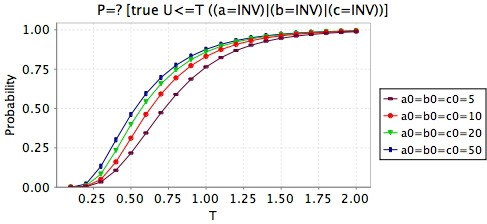 P=? [true U<=T ((a=INV)|(b=INV)|(c=INV))]
Probability
1.00
0.75
0.50
0.25
0.00
0.25 0.50 0.75 1.00 1.25 1.50 1.75 2.00
T
a0=b0=c0=5
a0=b0=c0=10
a0=b0=c0=20
a0=b0=c0=50